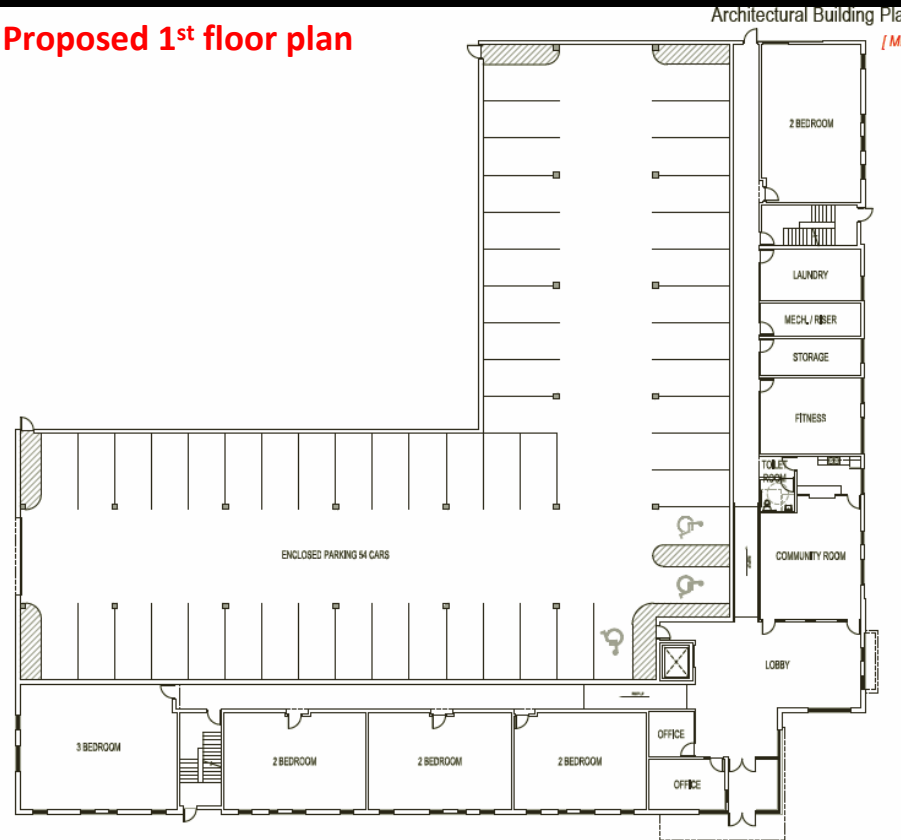 Architectural Building Pla
Proposed 1st floor plan
[ M
2 BEDROOM
LAUNDRY
MECH. / RISER
STORAGE
FITNESS
TOILET
ROOM
ENCLOSED PARKING 54 CARS
COMMUNITY ROOM
LOBBY
3 BEDROOM
2 BEDROOM
2 BEDROOM
2 BEDROOM
OFFICE
OFFICE